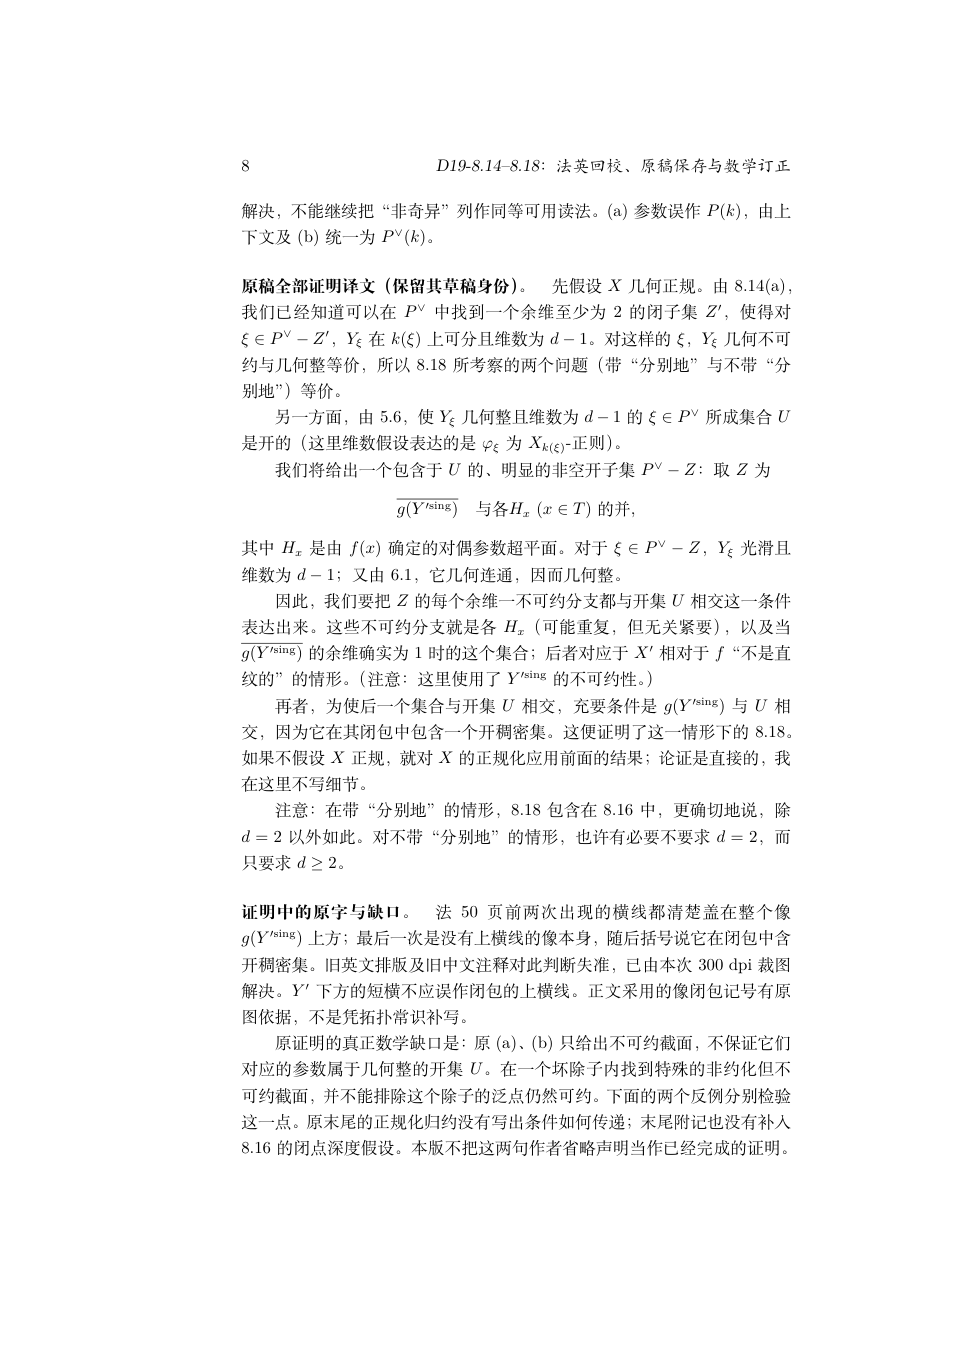 8 D19-8.14–8.18：法英回校、原稿保存与数学订正
解决，不能继续把“非奇异”列作同等可用读法。(a) 参数误作 P(k)，由上
下文及 (b) 统一为 P∨(k)。
原稿全部证明译文（保留其草稿身份）。 先假设 X 几何正规。由 8.14(a)，
我们已经知道可以在 P∨ 中找到一个余维至少为 2 的闭子集 Z′，使得对
ξ ∈ P∨ − Z′，Yξ 在 k(ξ) 上可分且维数为 d − 1。对这样的 ξ，Yξ 几何不可
约与几何整等价，所以 8.18 所考察的两个问题（带“分别地”与不带“分
别地”）等价。
另一方面，由 5.6，使 Yξ 几何整且维数为 d − 1 的 ξ ∈ P∨ 所成集合 U
是开的（这里维数假设表达的是 φξ 为 Xk(ξ)-正则）。
我们将给出一个包含于 U 的、明显的非空开子集 P∨ − Z：取 Z 为
g(Y′sing) 与各Hx (x ∈ T) 的并,
其中 Hx 是由 f(x) 确定的对偶参数超平面。对于 ξ ∈ P∨ − Z，Yξ 光滑且
维数为 d − 1；又由 6.1，它几何连通，因而几何整。
因此，我们要把 Z 的每个余维一不可约分支都与开集 U 相交这一条件
表达出来。这些不可约分支就是各 Hx（可能重复，但无关紧要），以及当
g(Y′sing) 的余维确实为 1 时的这个集合；后者对应于 X′ 相对于 f “不是直
纹的”的情形。（注意：这里使用了 Y′sing 的不可约性。）
再者，为使后一个集合与开集 U 相交，充要条件是 g(Y′sing) 与 U 相
交，因为它在其闭包中包含一个开稠密集。这便证明了这一情形下的 8.18。
如果不假设 X 正规，就对 X 的正规化应用前面的结果；论证是直接的，我
在这里不写细节。
注意：在带“分别地”的情形，8.18 包含在 8.16 中，更确切地说，除
d = 2 以外如此。对不带“分别地”的情形，也许有必要不要求 d = 2，而
只要求 d ≥ 2。
证明中的原字与缺口。 法 50 页前两次出现的横线都清楚盖在整个像
g(Y′sing) 上方；最后一次是没有上横线的像本身，随后括号说它在闭包中含
开稠密集。旧英文排版及旧中文注释对此判断失准，已由本次 300 dpi 裁图
解决。Y′ 下方的短横不应误作闭包的上横线。正文采用的像闭包记号有原
图依据，不是凭拓扑常识补写。
原证明的真正数学缺口是：原 (a)、(b) 只给出不可约截面，不保证它们
对应的参数属于几何整的开集 U。在一个坏除子内找到特殊的非约化但不
可约截面，并不能排除这个除子的泛点仍然可约。下面的两个反例分别检验
这一点。原末尾的正规化归约没有写出条件如何传递；末尾附记也没有补入
8.16 的闭点深度假设。本版不把这两句作者省略声明当作已经完成的证明。